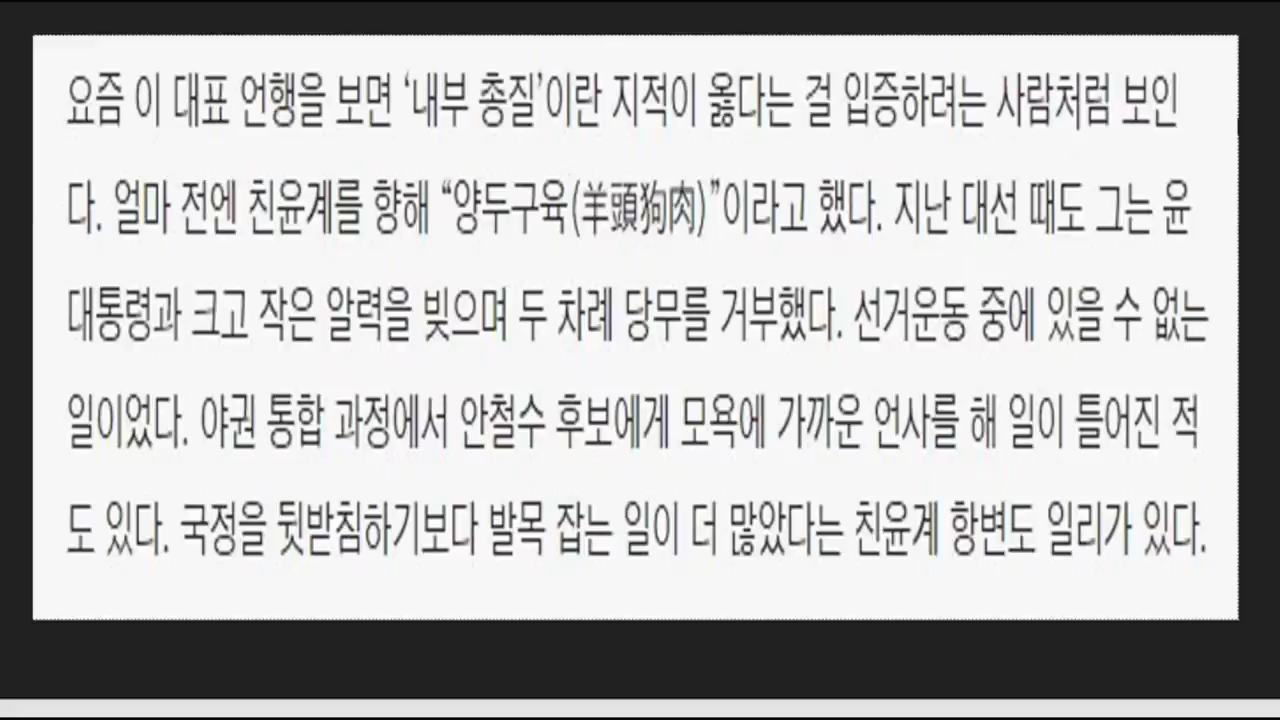 요즘 이 대표 언행을 보면 ‘내부 총질’이란 지적이 옳다는 걸 입증하려는 사람처럼 보인
다. 얼마 전엔 친윤계를 향해 “양두구육(羊頭狗肉)”이라고 했다. 지난 대선 때도 그는 윤
대통령과 크고 작은 알력을 빚으며 두 차례 당무를 거부했다. 선거운동 중에 있을 수 없는
일이었다. 야권 통합 과정에서 안철수 후보에게 모욕에 가까운 언사를 해 일이 틀어진 적
도 있다. 국정을 뒷받침하기보다 발목 잡는 일이 더 많았다는 친윤계 항변도 일리가 있다.